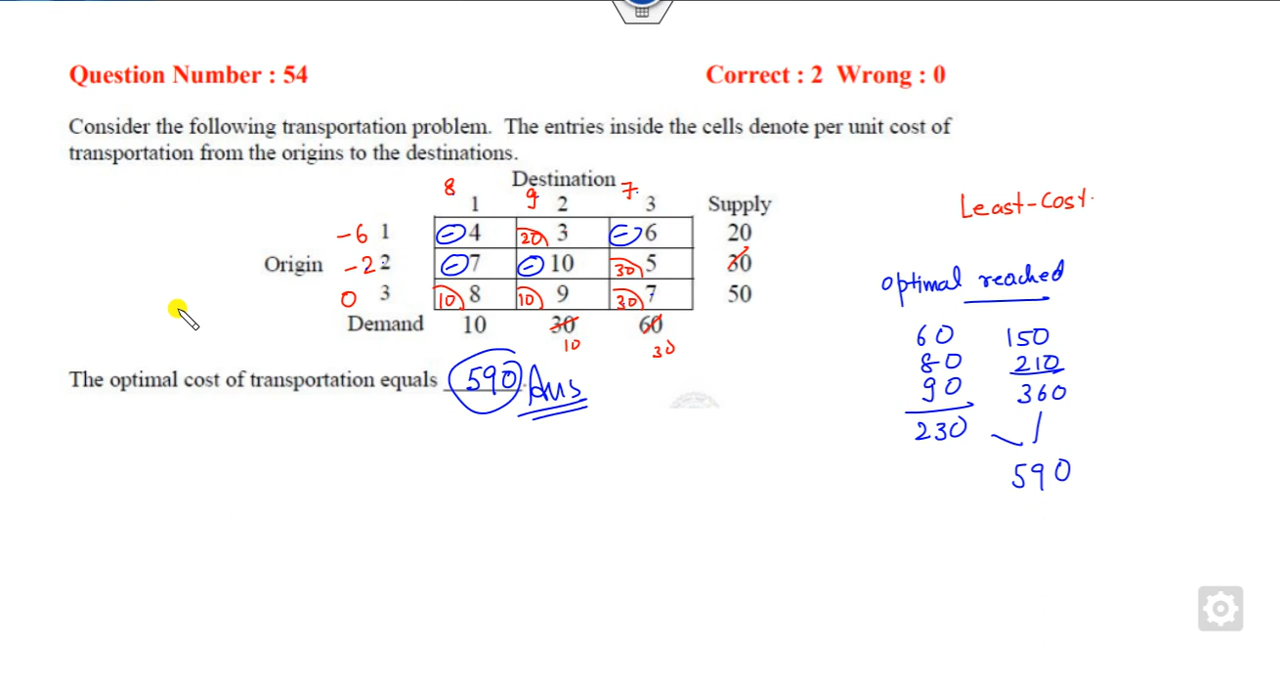 Question Number : 54 Correct : 2 Wrong : 0
Consider the following transportation problem. The entries inside the cells denote per unit cost of
transportation from the origins to the destinations.
Destination
8 9 7
1 2 3 Supply
Least-Cost.
-6 1 - 4 20 3 - 6 20
Origin -2 2 - 7 - 10 30 5 30
optimal reached
0 3 10 8 10 9 30 7 50
Demand 10 30 60
10 30
60 150
80 210
90 360
230
590
The optimal cost of transportation equals 590 Ans